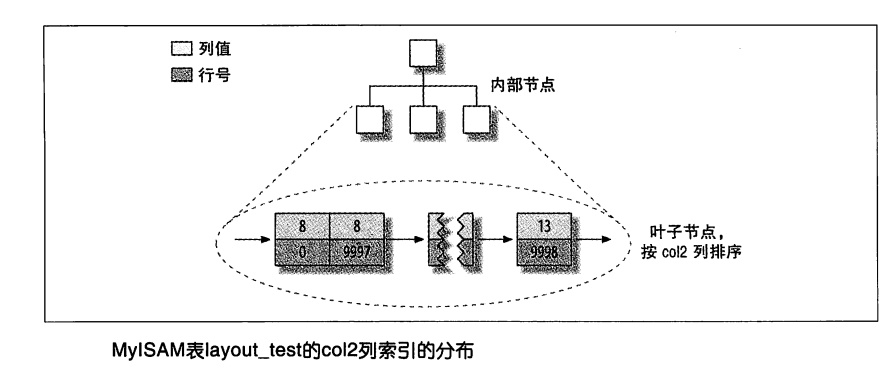 列值
行号
内部节点
8 8
0 9997
13
9998
叶子节点，
按 col2 列排序
MyISAM表layout_test的col2列索引的分布